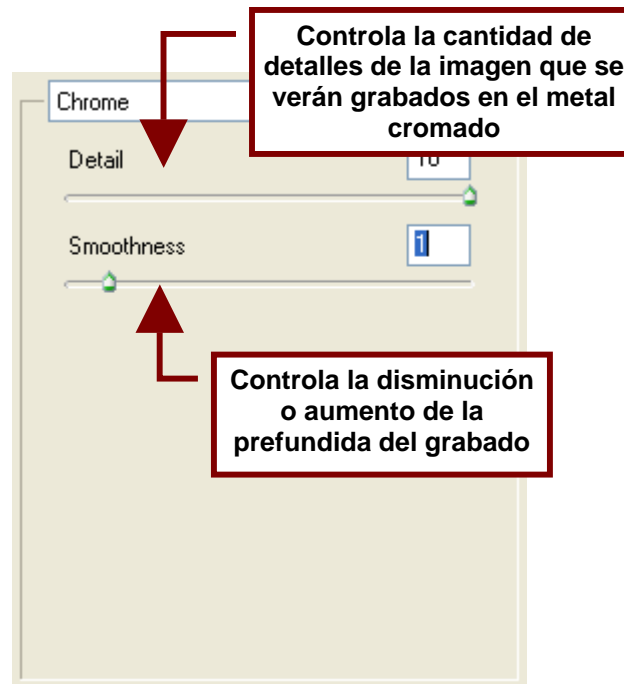 Controla la cantidad de
detalles de la imagen que se
verán grabados en el metal
cromado
Chrome
Detail
10
Smoothness
1
Controla la disminución
o aumento de la
prefundida del grabado